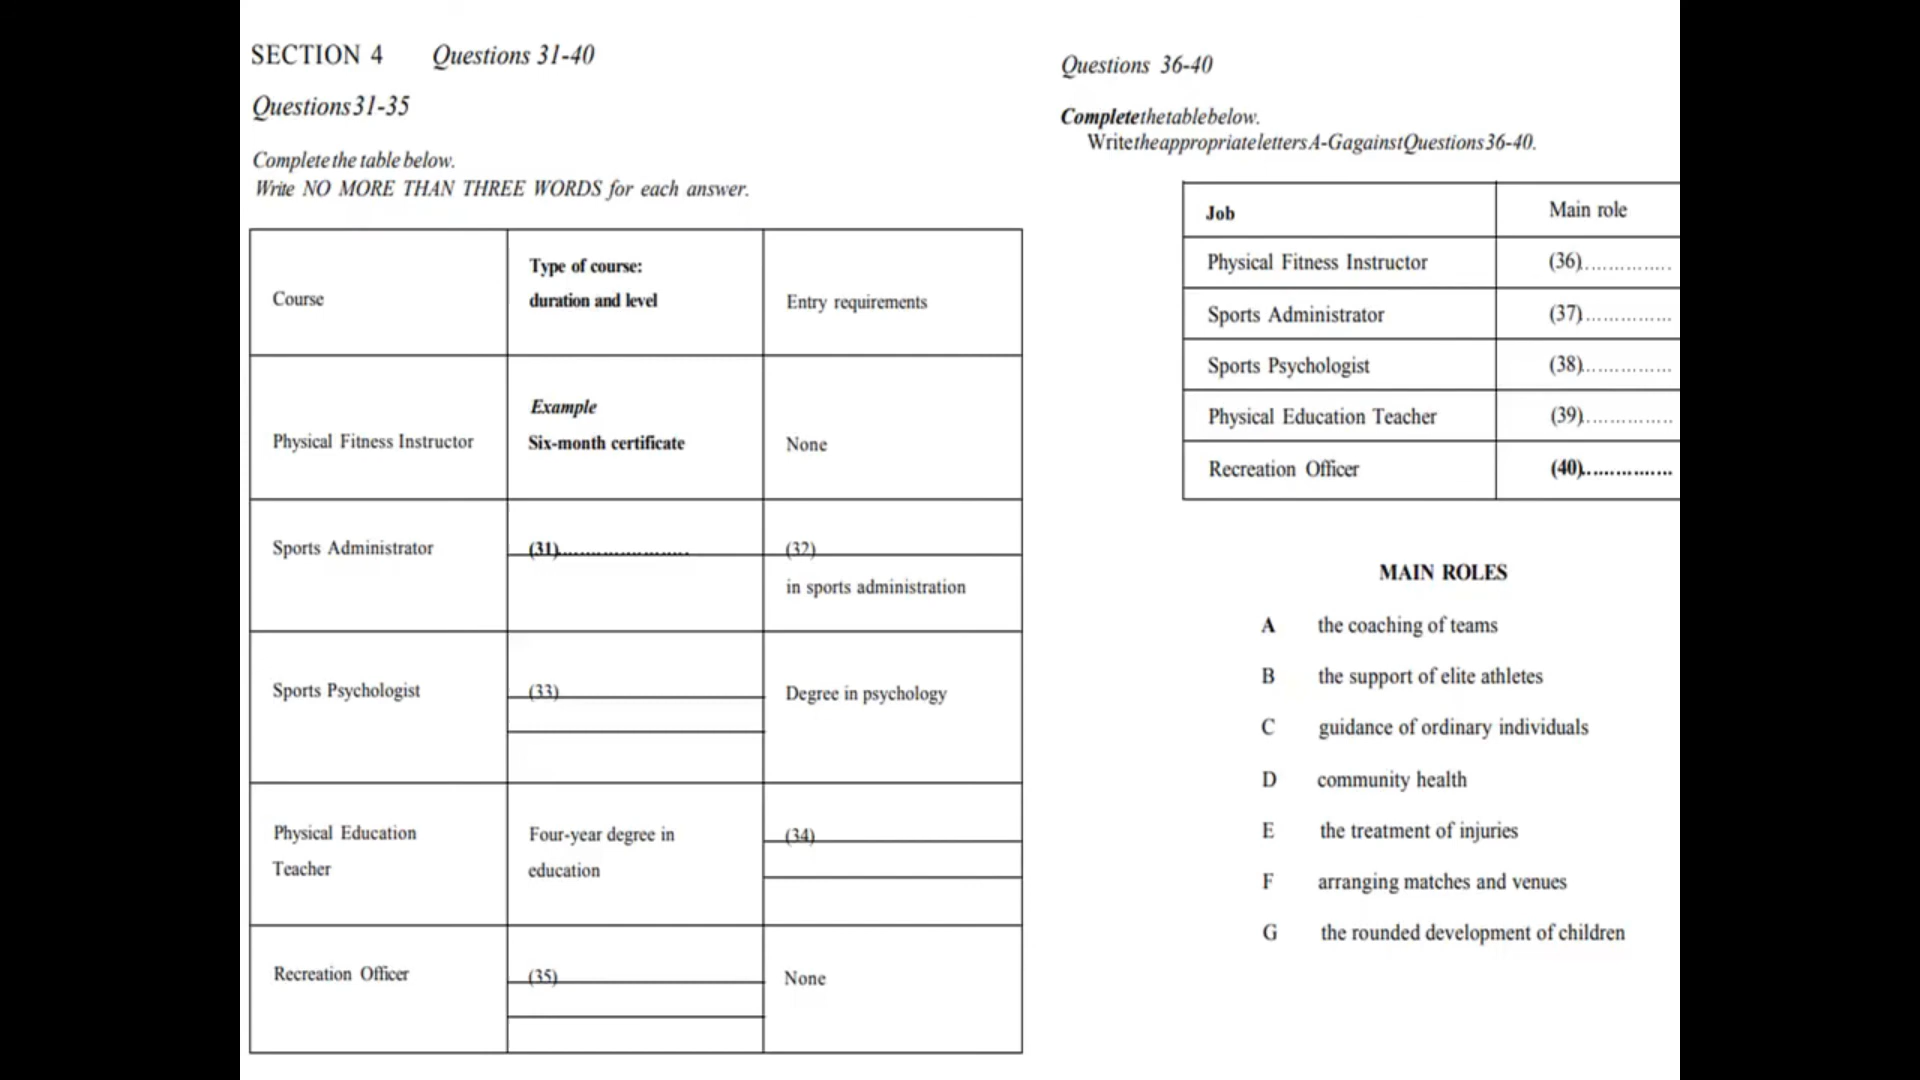 SECTION 4 Questions 31-40
Questions31-35
Complete the table below.
Write NO MORE THAN THREE WORDS for each answer.
Course
Type of course:
duration and level
Entry requirements
Physical Fitness Instructor
Example
Six-month certificate
None
Sports Administrator
(31)......................
(32)
in sports administration
Sports Psychologist
(33)
Degree in psychology
Physical Education
Teacher
Four-year degree in
education
(34)
Recreation Officer
(35)
None
Questions 36-40
Completethetablebelow.
WritetheappropriatelettersA-GagainstQuestions36-40.
Job Main role
Physical Fitness Instructor (36)...............
Sports Administrator (37)...............
Sports Psychologist (38)...............
Physical Education Teacher (39)...............
Recreation Officer (40)...............
MAIN ROLES
A the coaching of teams
B the support of elite athletes
C guidance of ordinary individuals
D community health
E the treatment of injuries
F arranging matches and venues
G the rounded development of children